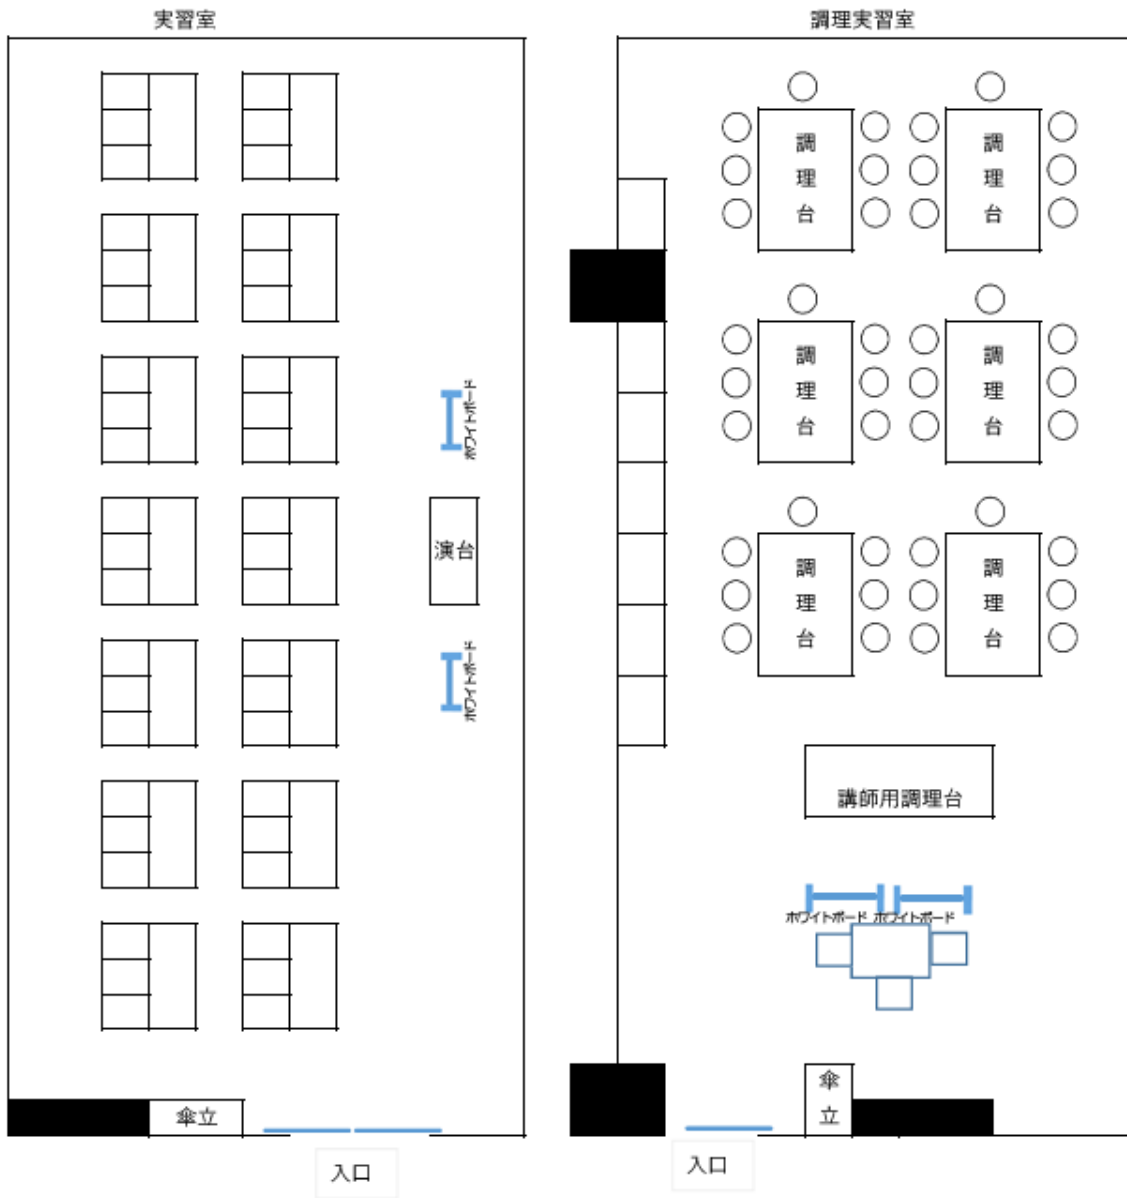 実習室
ホワイトボード
演台
ホワイトボード
傘立
入口
調理実習室
調理台
調理台
調理台
調理台
調理台
調理台
講師用調理台
ホワイトボード ホワイトボード
傘立
入口